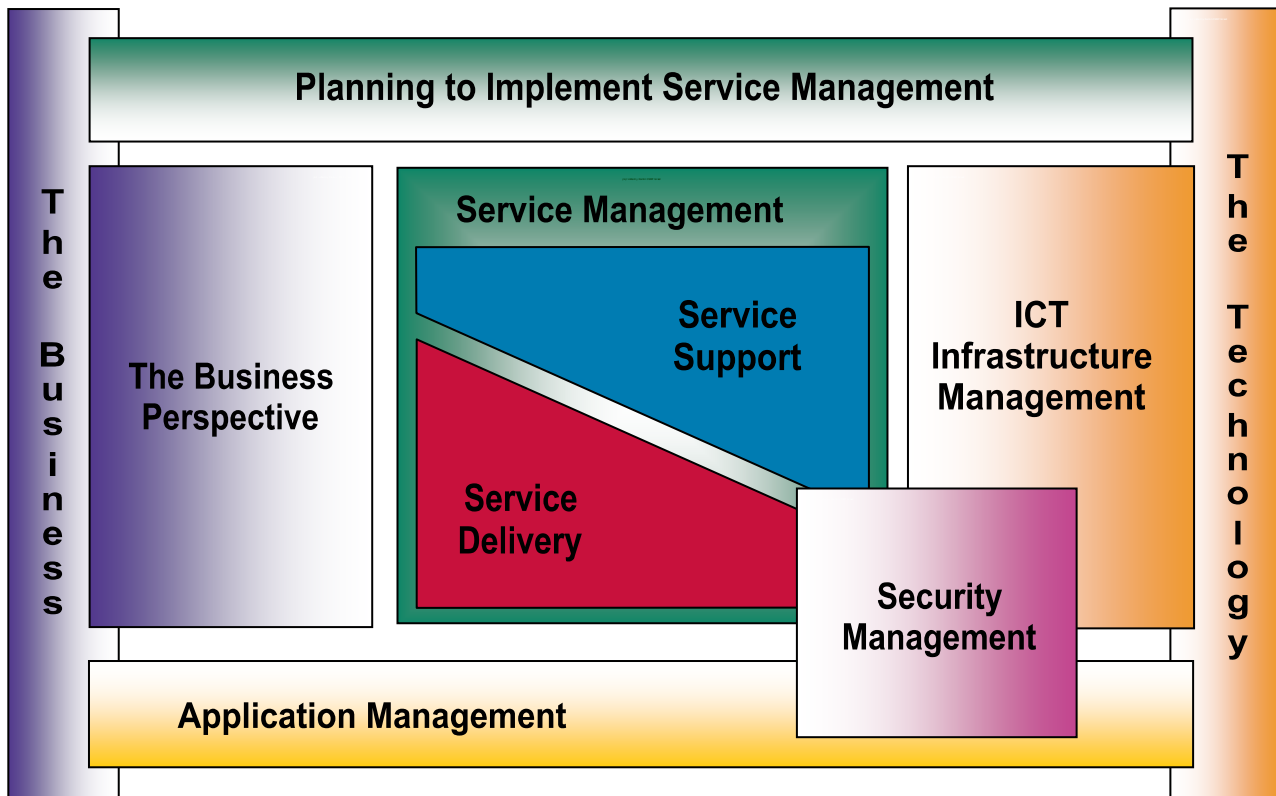 Planning to Implement Service Management
The Business
The Business
Perspective
Service Management
Service
Support
Service
Delivery
ICT
Infrastructure
Management
Security
Management
Application Management
The Technology